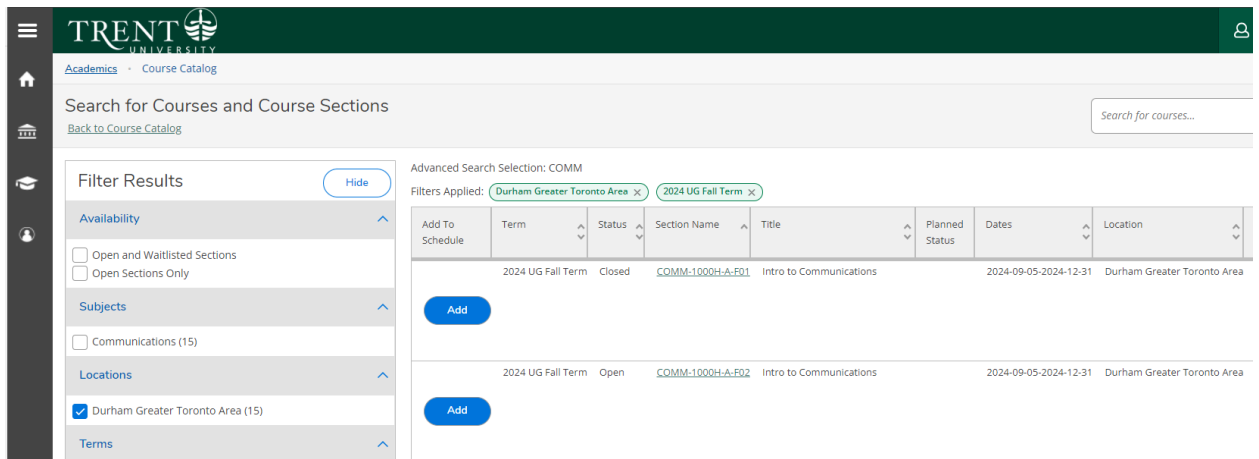 TRENT
UNIVERSITY
Academics · Course Catalog
Search for Courses and Course Sections
Back to Course Catalog
Search for courses...
Filter Results
Hide
Availability
Open and Waitlisted Sections
Open Sections Only
Subjects
Communications (15)
Locations
Durham Greater Toronto Area (15)
Terms
Advanced Search Selection: COMM
Filters Applied: Durham Greater Toronto Area × 2024 UG Fall Term ×
Add To Schedule Term Status Section Name Title Planned Status Dates Location
2024 UG Fall Term Closed COMM-1000H-A-F01 Intro to Communications 2024-09-05-2024-12-31 Durham Greater Toronto Area
Add
2024 UG Fall Term Open COMM-1000H-A-F02 Intro to Communications 2024-09-05-2024-12-31 Durham Greater Toronto Area
Add